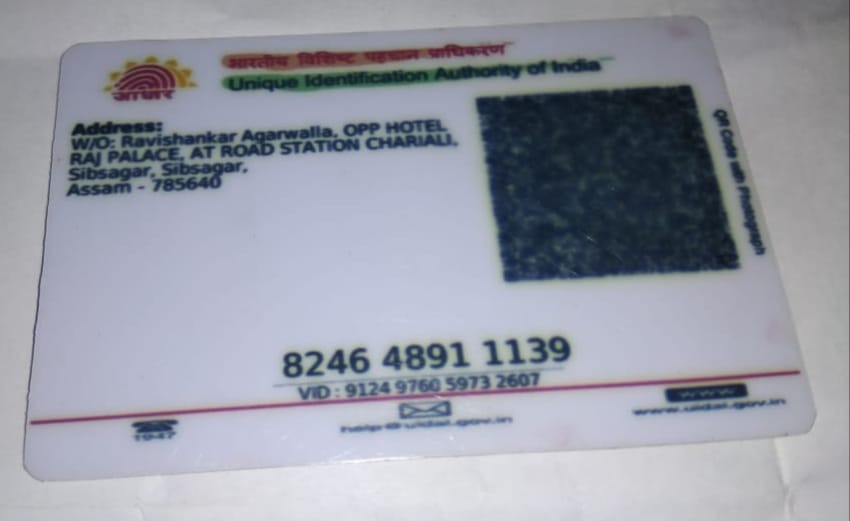 भारतीय विशिष्ट पहचान प्राधिकरण
Unique Identification Authority of India
आधार
Address:
W/O: Ravishankar Agarwalla, OPP HOTEL
RAJ PALACE, AT ROAD STATION CHARIALI,
Sibsagar, Sibsagar,
Assam - 785640
QR Code with Photograph
8246 4891 1139
VID : 9124 9760 5973 2607
1947
help@uidai.gov.in
www
www.uidai.gov.in